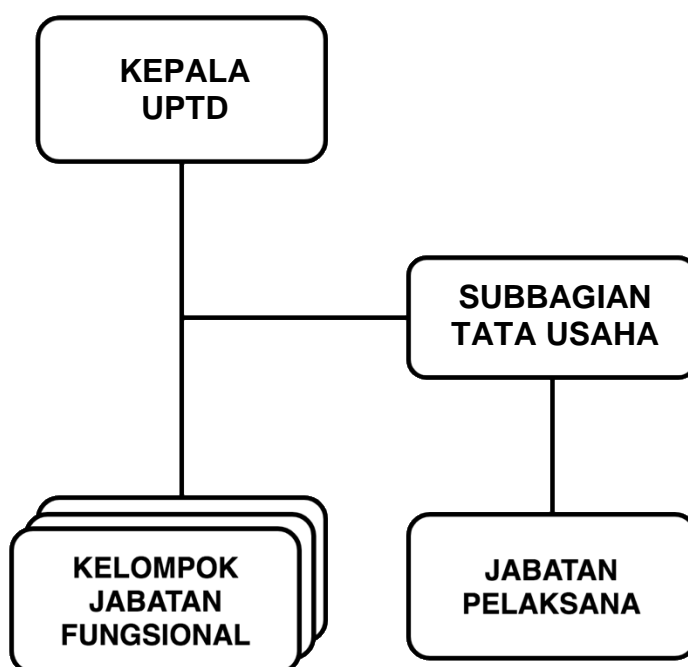 KEPALA
UPTD
SUBBAGIAN
TATA USAHA
KELOMPOK
JABATAN
FUNGSIONAL
JABATAN
PELAKSANA